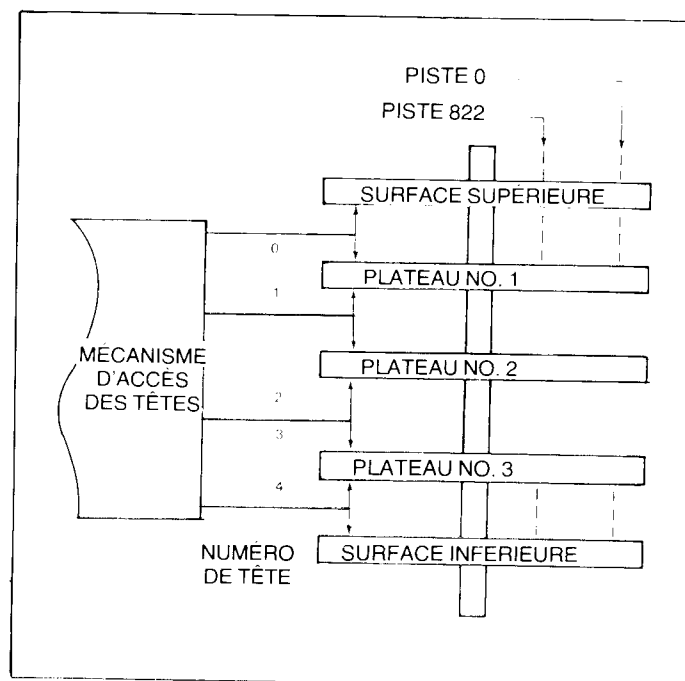 PISTE 0
PISTE 822
SURFACE SUPÉRIEURE
0
PLATEAU NO. 1
1
MÉCANISME
D'ACCÈS
DES TÊTES
PLATEAU NO. 2
2
3
PLATEAU NO. 3
4
NUMÉRO
DE TÊTE
SURFACE INFERIEURE